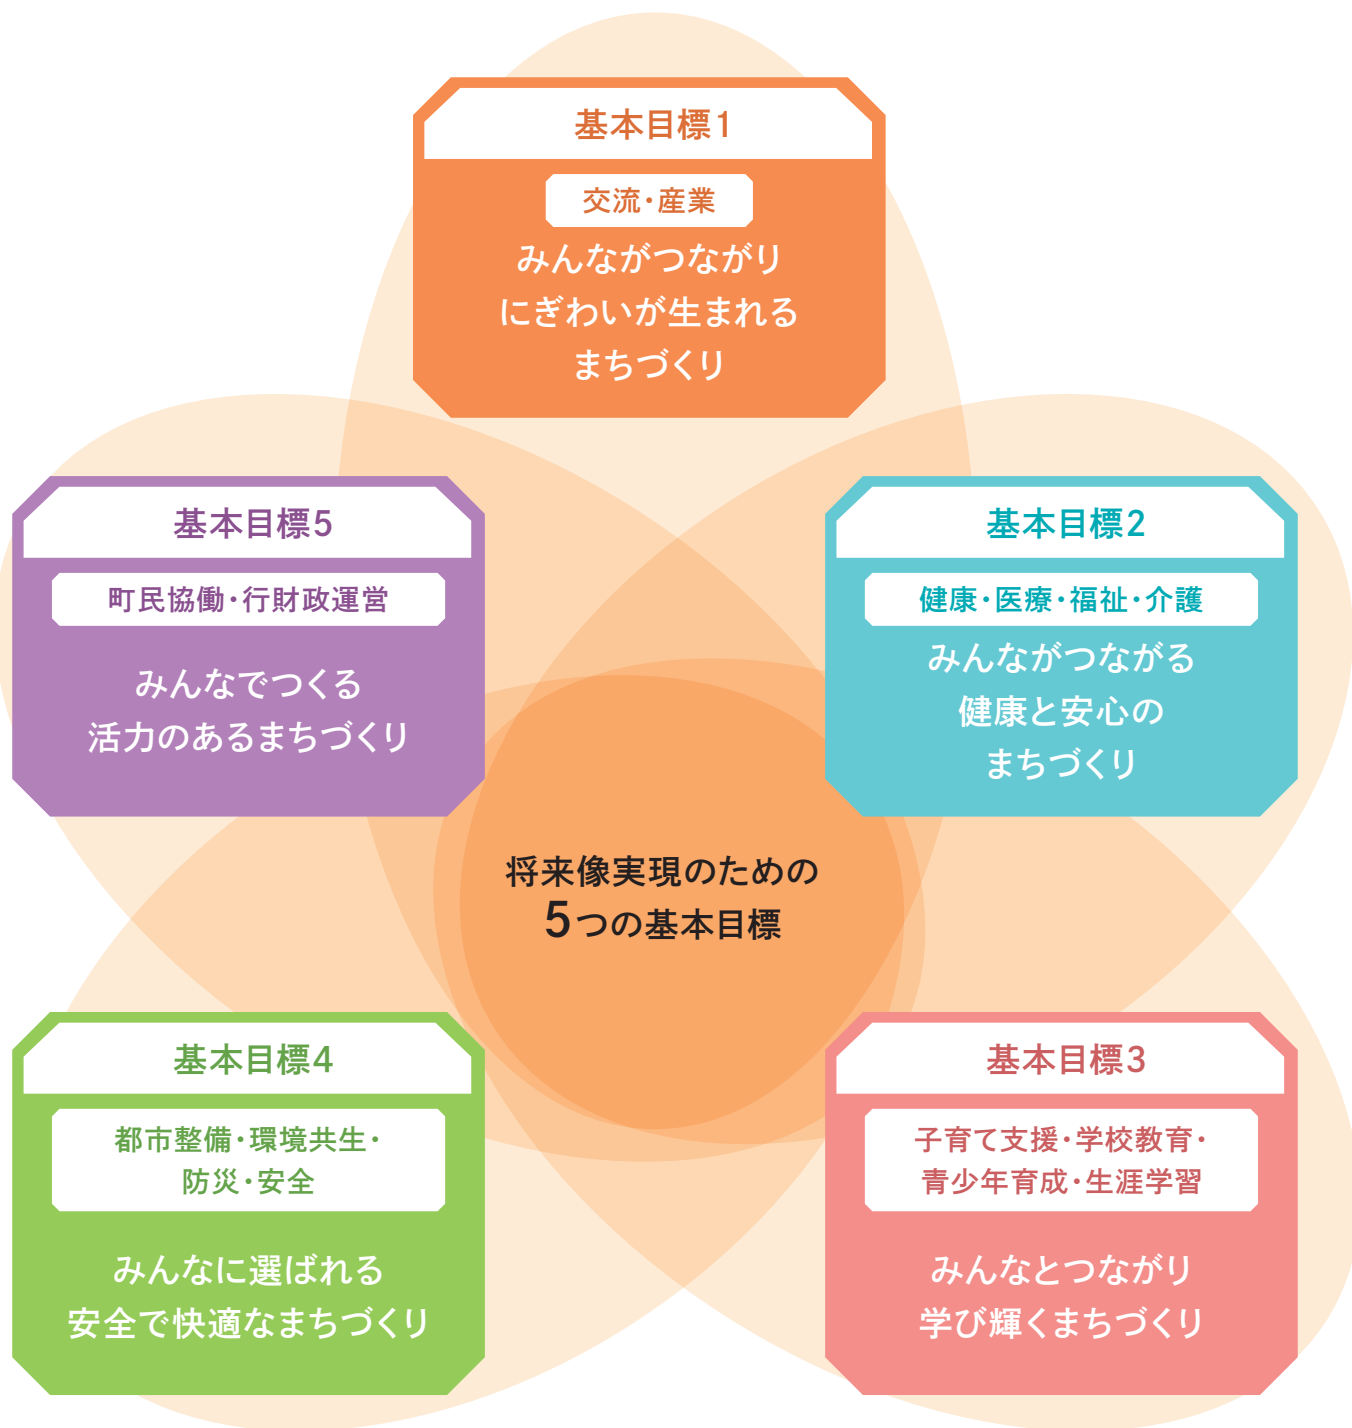 基本目標1
交流・産業
みんながつながり
にぎわいが生まれる
まちづくり
基本目標5
町民協働・行財政運営
みんなでつくる
活力のあるまちづくり
基本目標2
健康・医療・福祉・介護
みんながつながる
健康と安心の
まちづくり
将来像実現のための
5つの基本目標
基本目標4
都市整備・環境共生・
防災・安全
みんなに選ばれる
安全で快適なまちづくり
基本目標3
子育て支援・学校教育・
青少年育成・生涯学習
みんなとつながり
学び輝くまちづくり